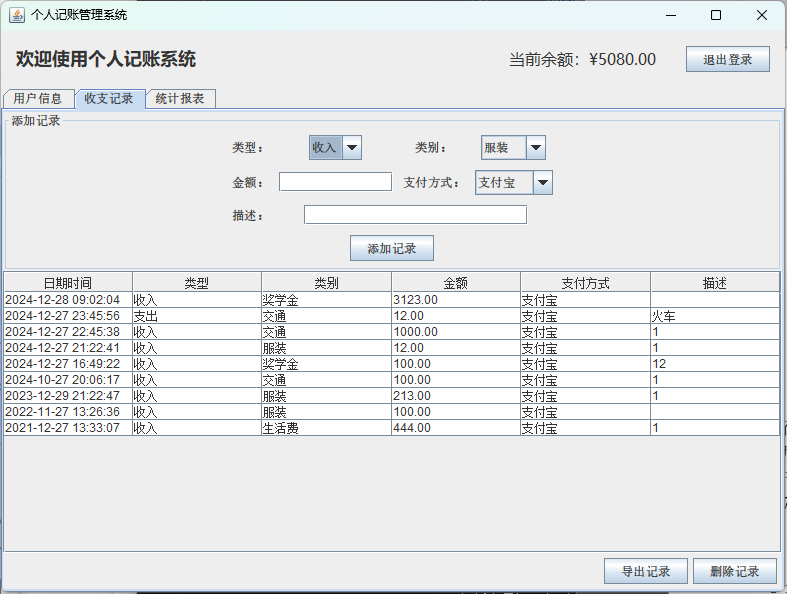 个人记账管理系统
欢迎使用个人记账系统 当前余额：¥5080.00 退出登录
用户信息 收支记录 统计报表
添加记录
类型： 收入 类别： 服装
金额： 支付方式： 支付宝
描述：
添加记录
日期时间 类型 类别 金额 支付方式 描述
2024-12-28 09:02:04 收入 奖学金 3123.00 支付宝
2024-12-27 23:45:56 支出 交通 12.00 支付宝 火车
2024-12-27 22:45:38 收入 交通 1000.00 支付宝 1
2024-12-27 21:22:41 收入 服装 12.00 支付宝 1
2024-12-27 16:49:22 收入 奖学金 100.00 支付宝 12
2024-10-27 20:06:17 收入 交通 100.00 支付宝 1
2023-12-29 21:22:47 收入 服装 213.00 支付宝 1
2022-11-27 13:26:36 收入 服装 100.00 支付宝
2021-12-27 13:33:07 收入 生活费 444.00 支付宝 1
导出记录 删除记录